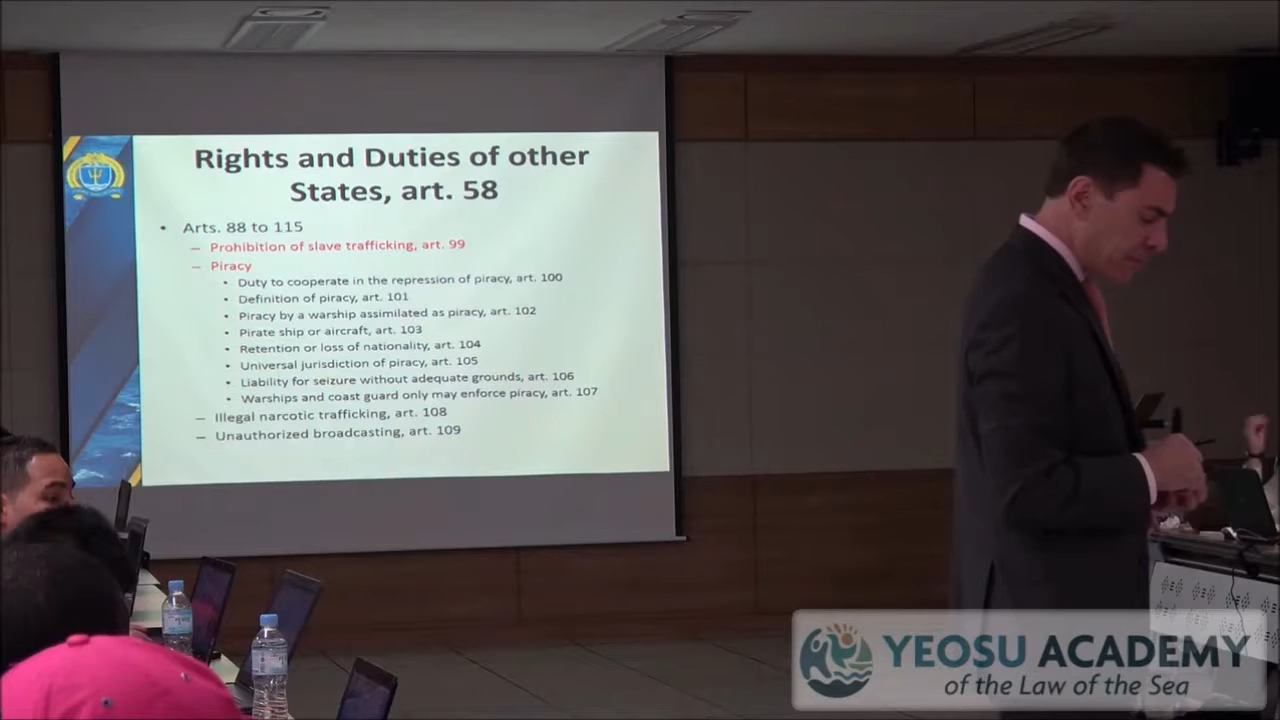 Rights and Duties of other
States, art. 58
• Arts. 88 to 115
– Prohibition of slave trafficking, art. 99
– Piracy
• Duty to cooperate in the repression of piracy, art. 100
• Definition of piracy, art. 101
• Piracy by a warship assimilated as piracy, art. 102
• Pirate ship or aircraft, art. 103
• Retention or loss of nationality, art. 104
• Universal jurisdiction of piracy, art. 105
• Liability for seizure without adequate grounds, art. 106
• Warships and coast guard only may enforce piracy, art. 107
– Illegal narcotic trafficking, art. 108
– Unauthorized broadcasting, art. 109
YEOSU ACADEMY
of the Law of the Sea